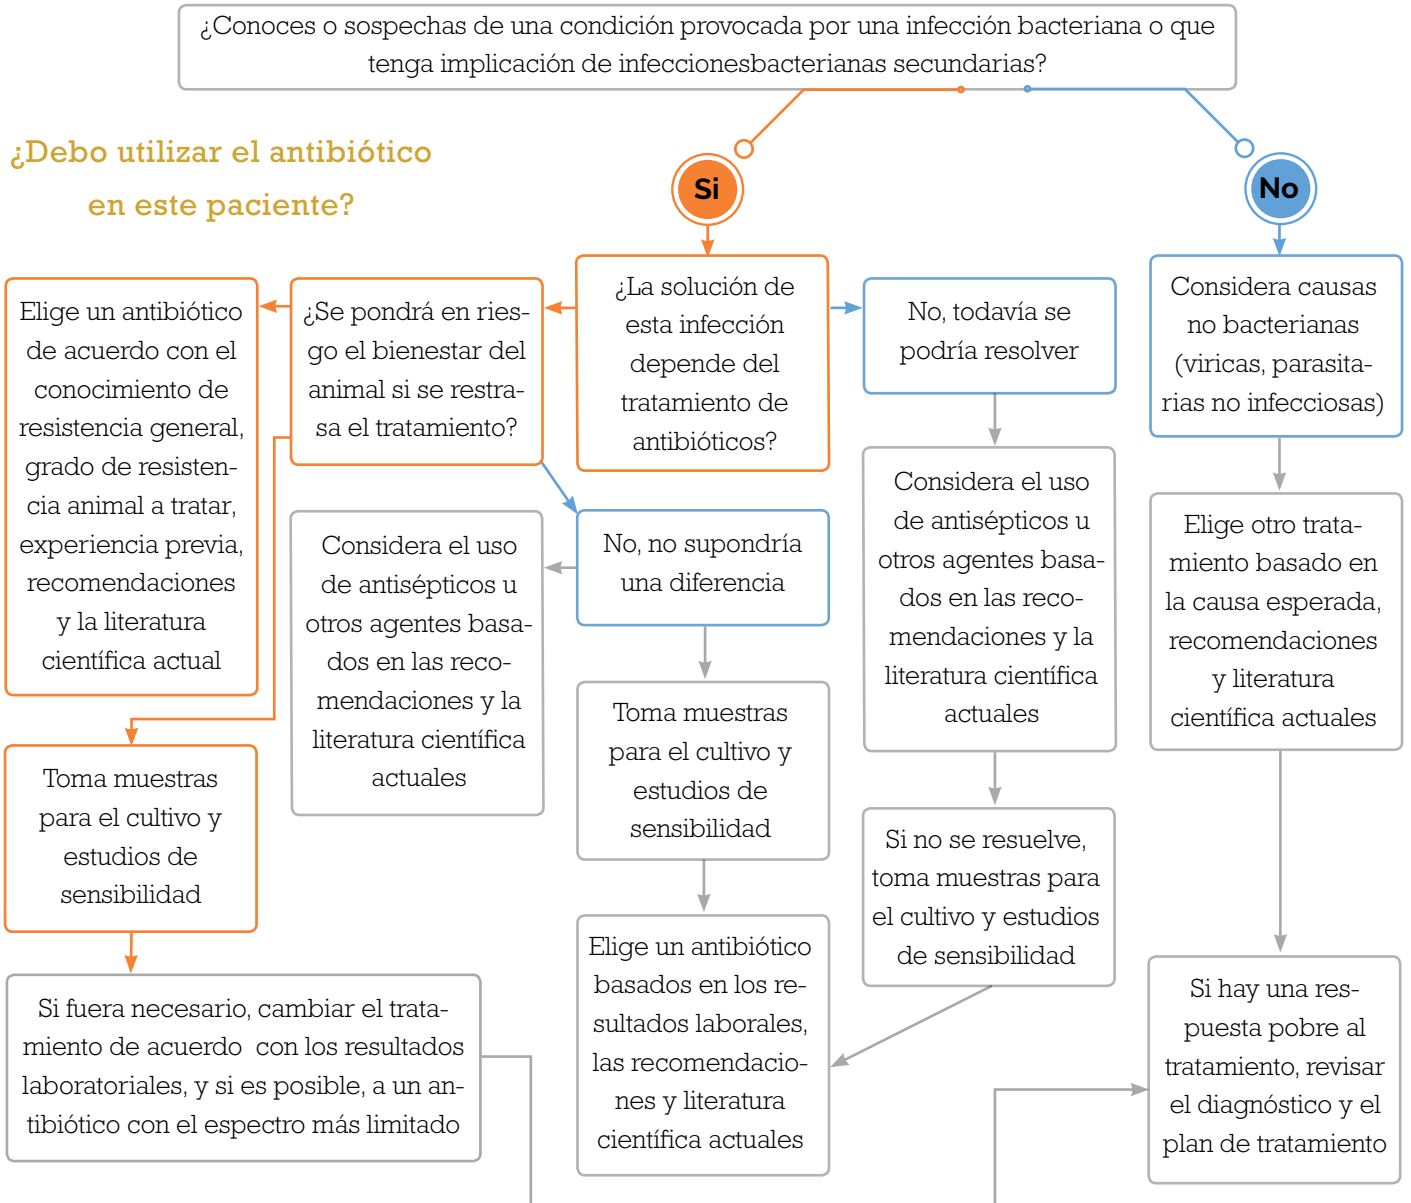 ¿Conoces o sospechas de una condición provocada por una infección bacteriana o que
tenga implicación de infeccionesbacterianas secundarias?
¿Debo utilizar el antibiótico
en este paciente?
Si
No
Elige un antibiótico
de acuerdo con el
conocimiento de
resistencia general,
grado de resisten-
cia animal a tratar,
experiencia previa,
recomendaciones
y la literatura
científica actual
¿Se pondrá en ries-
go el bienestar del
animal si se restra-
sa el tratamiento?
¿La solución de
esta infección
depende del
tratamiento de
antibióticos?
No, todavía se
podría resolver
Considera causas
no bacterianas
(viricas, parasita-
rias no infecciosas)
Considera el uso
de antisépticos u
otros agentes basa-
dos en las reco-
mendaciones y la
literatura científica
actuales
No, no supondría
una diferencia
Considera el uso
de antisépticos u
otros agentes basa-
dos en las reco-
mendaciones y la
literatura científica
actuales
Elige otro trata-
miento basado en
la causa esperada,
recomendaciones
y literatura
científica actuales
Toma muestras
para el cultivo y
estudios de
sensibilidad
Toma muestras
para el cultivo y
estudios de
sensibilidad
Si no se resuelve,
toma muestras para
el cultivo y estudios
de sensibilidad
Si fuera necesario, cambiar el trata-
miento de acuerdo con los resultados
laboratoriales, y si es posible, a un an-
tibiótico con el espectro más limitado
Elige un antibiótico
basados en los re-
sultados laborales,
las recomendacio-
nes y literatura
científica actuales
Si hay una res-
puesta pobre al
tratamiento, revisar
el diagnóstico y el
plan de tratamiento